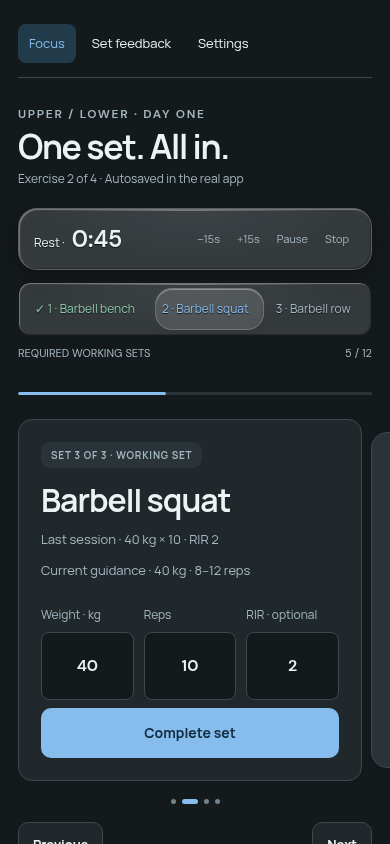 Focus Set feedback Settings
UPPER / LOWER · DAY ONE
One set. All in.
Exercise 2 of 4 · Autosaved in the real app
Rest · 0:45 −15s +15s Pause Stop
✓ 1 · Barbell bench 2 · Barbell squat 3 · Barbell row
REQUIRED WORKING SETS 5 / 12
SET 3 OF 3 · WORKING SET
Barbell squat
Last session · 40 kg × 10 · RIR 2
Current guidance · 40 kg · 8–12 reps
Weight · kg Reps RIR · optional
40 10 2
Complete set
Previous Next